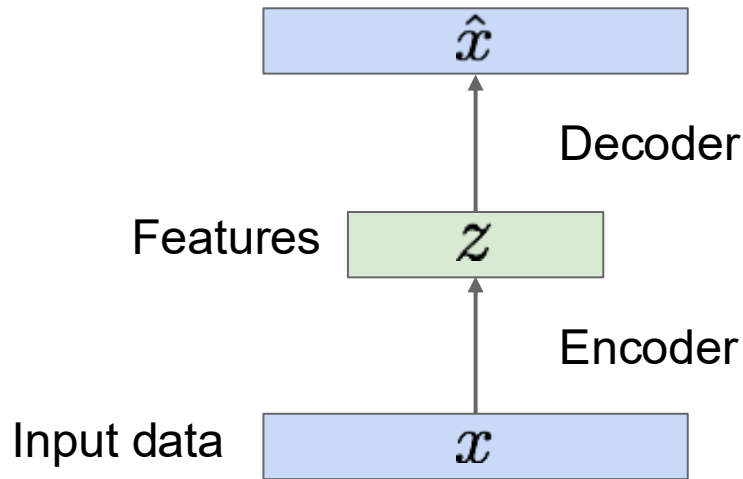 x̂
Decoder
Features
z
Encoder
Input data
x